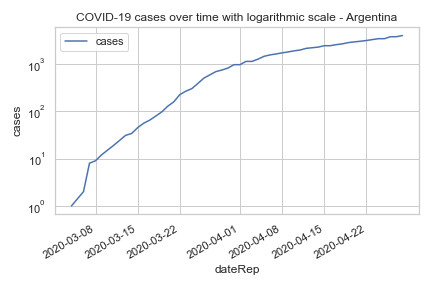 COVID-19 cases over time with logarithmic scale - Argentina
cases
10³
10²
10¹
10⁰
cases
2020-03-08
2020-03-15
2020-03-22
2020-04-01
2020-04-08
2020-04-15
2020-04-22
dateRep